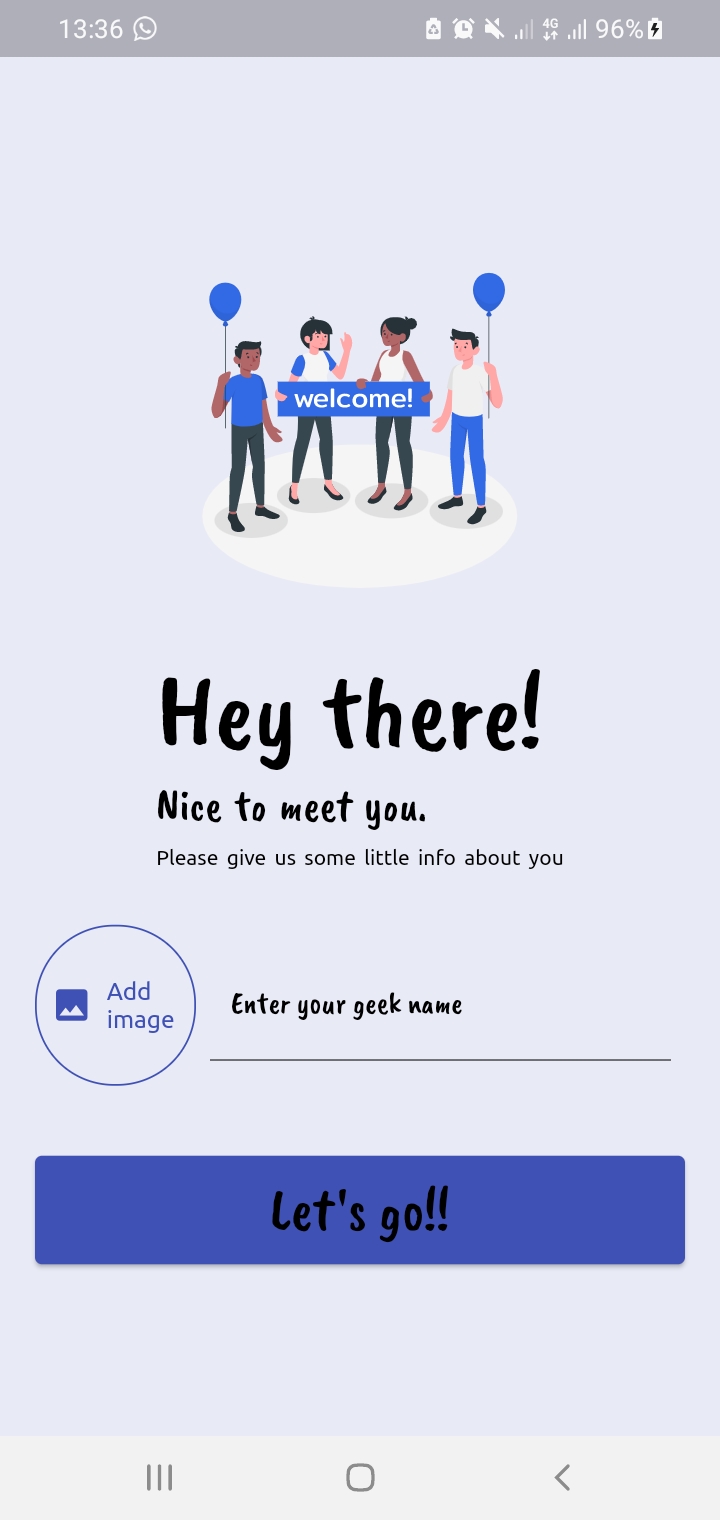 13:36 4G 96%
welcome!
Hey there!
Nice to meet you.
Please give us some little info about you
Add
image
Enter your geek name
Let's go!!